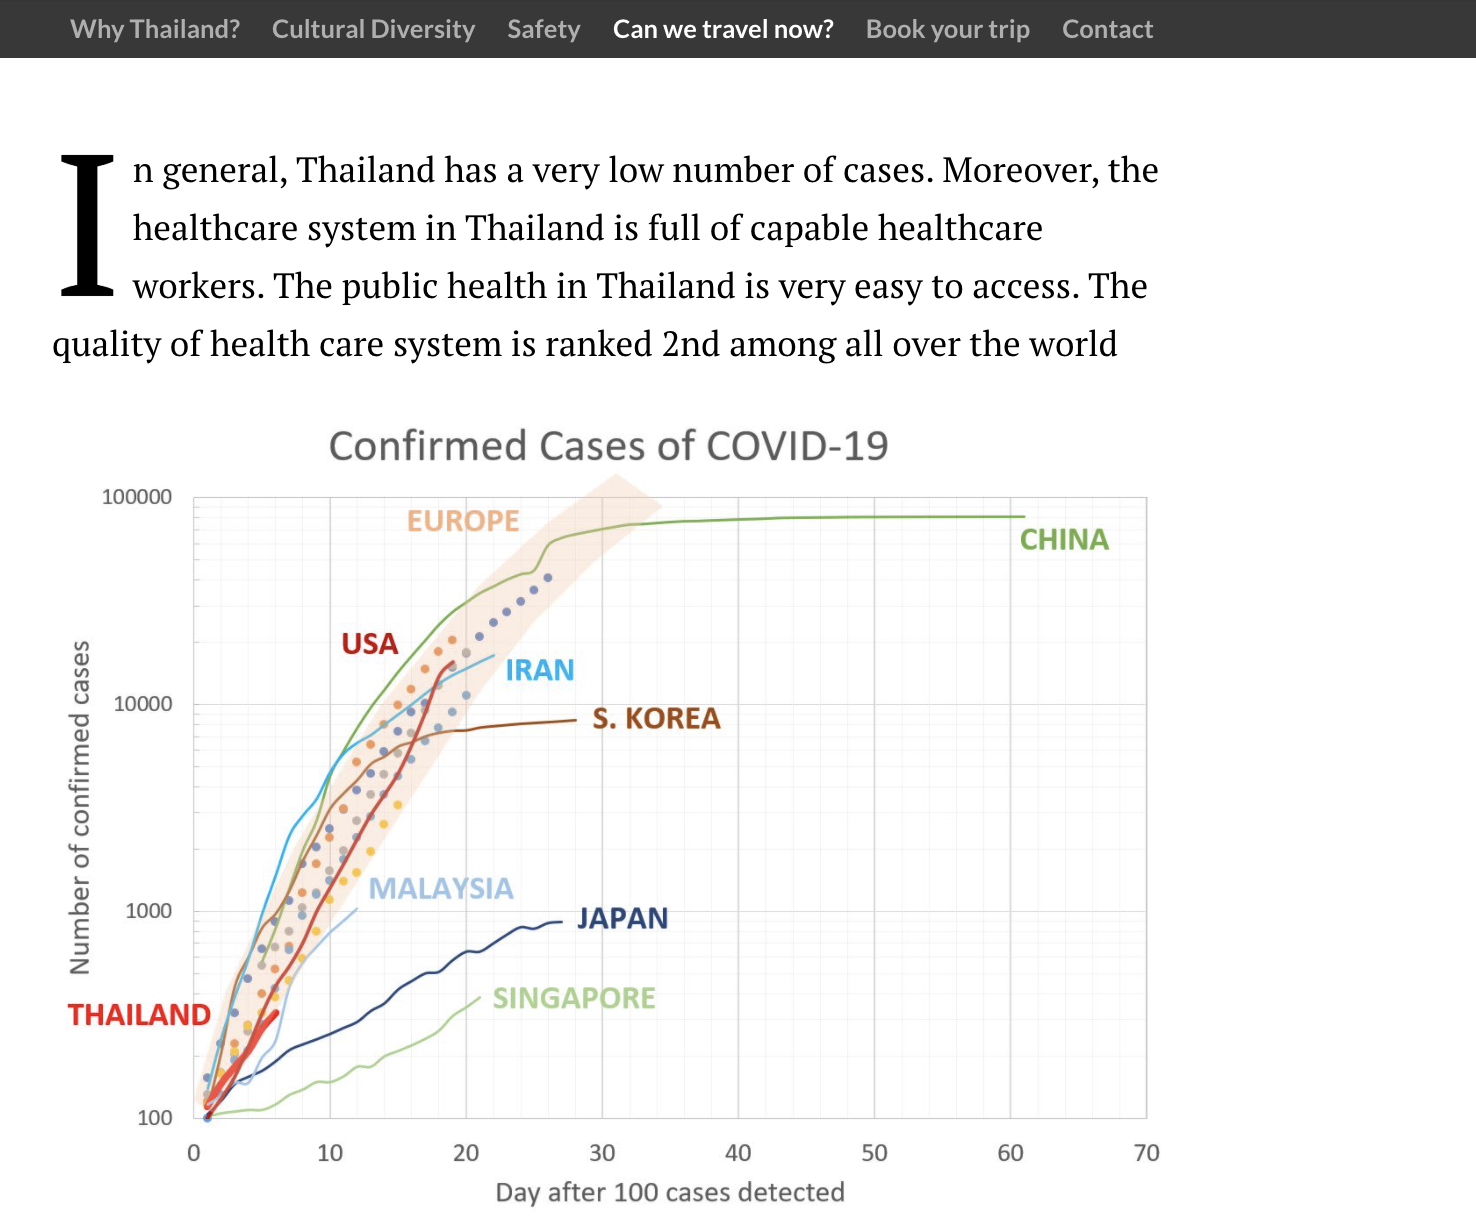 Why Thailand? Cultural Diversity Safety Can we travel now? Book your trip Contact
In general, Thailand has a very low number of cases. Moreover, the
healthcare system in Thailand is full of capable healthcare
workers. The public health in Thailand is very easy to access. The
quality of health care system is ranked 2nd among all over the world
Confirmed Cases of COVID-19
100000
EUROPE
CHINA
USA
IRAN
10000
S. KOREA
Number of confirmed cases
MALAYSIA
1000
JAPAN
SINGAPORE
THAILAND
100
0 10 20 30 40 50 60 70
Day after 100 cases detected